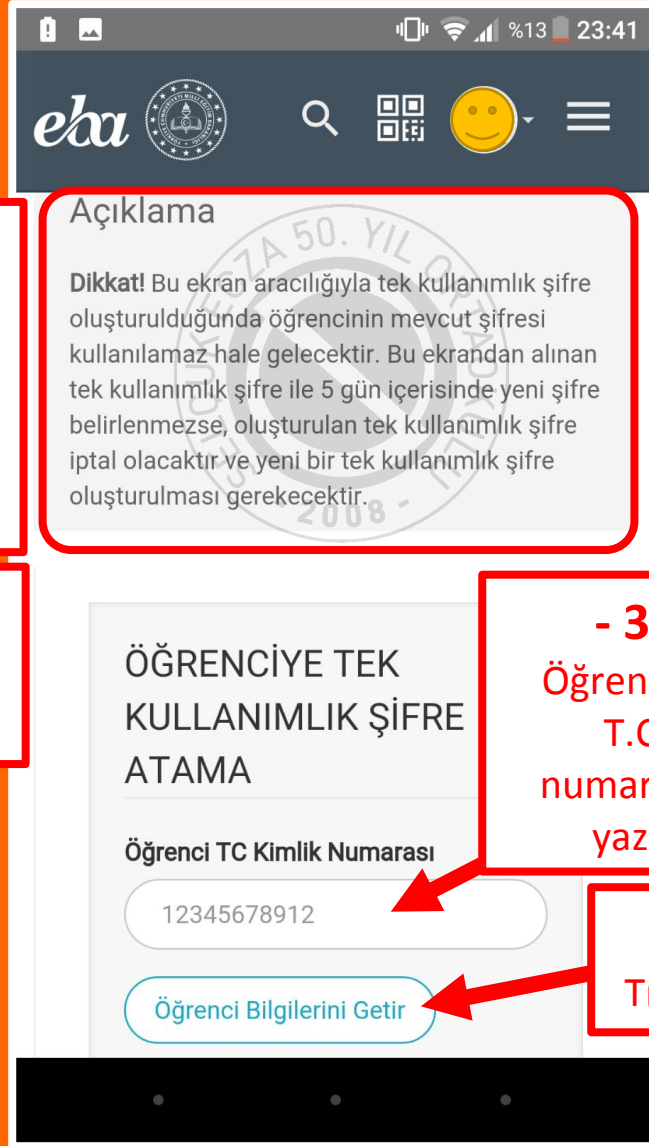 %13 23:41
eba
Açıklama
Dikkat! Bu ekran aracılığıyla tek kullanımlık şifre
oluşturulduğunda öğrencinin mevcut şifresi
kullanılamaz hale gelecektir. Bu ekrandan alınan
tek kullanımlık şifre ile 5 gün içerisinde yeni şifre
belirlenmezse, oluşturulan tek kullanımlık şifre
iptal olacaktır ve yeni bir tek kullanımlık şifre
oluşturulması gerekecektir.
50. YIL
- 2008 -
ÖĞRENCİYE TEK
KULLANIMLIK ŞİFRE
ATAMA
Öğrenci TC Kimlik Numarası
12345678912
Öğrenci Bilgilerini Getir
- 3
Öğren
T.C
numar
yaz
Tı